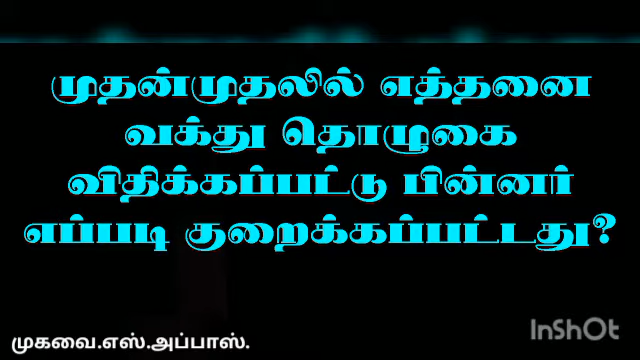 முதன்முதலில் எத்தனை
வக்து தொழுகை
விதிக்கப்பட்டு பின்னர்
எப்படி குறைக்கப்பட்டது?
முகவை.எஸ்.அப்பாஸ்.
InShOt